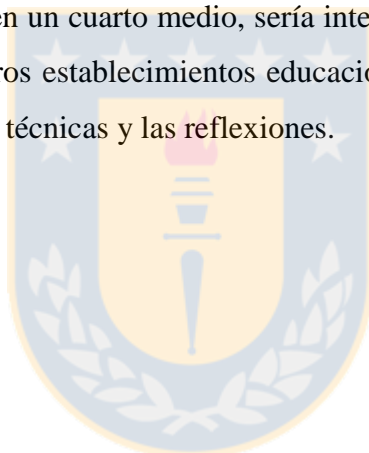 en un cuarto medio, sería inte
ros establecimientos educacio
técnicas y las reflexiones.